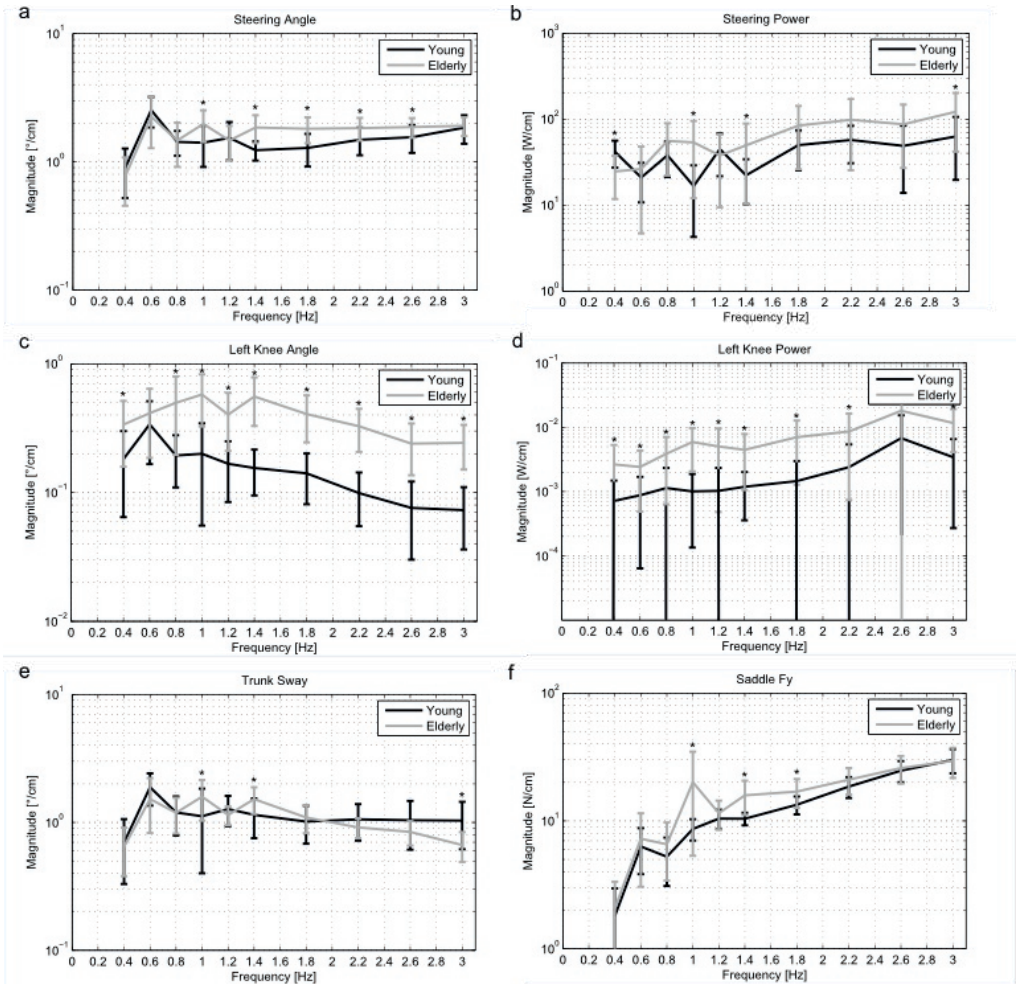 a
Steering Angle
10^1
10^0
10^-1
Magnitude [°/cm]
Young
Elderly
* * * * *
0 0.2 0.4 0.6 0.8 1 1.2 1.4 1.6 1.8 2 2.2 2.4 2.6 2.8 3
Frequency [Hz]
b
Steering Power
10^3
10^2
10^1
10^0
Magnitude [W/cm]
Young
Elderly
* * * *
0 0.2 0.4 0.6 0.8 1 1.2 1.4 1.6 1.8 2 2.2 2.4 2.6 2.8 3
Frequency [Hz]
c
Left Knee Angle
10^0
10^-1
10^-2
Magnitude [°/cm]
Young
Elderly
* * * * * * * * *
0 0.2 0.4 0.6 0.8 1 1.2 1.4 1.6 1.8 2 2.2 2.4 2.6 2.8 3
Frequency [Hz]
d
Left Knee Power
10^-1
10^-2
10^-3
10^-4
Magnitude [W/cm]
Young
Elderly
* * * * * * * * *
0 0.2 0.4 0.6 0.8 1 1.2 1.4 1.6 1.8 2 2.2 2.4 2.6 2.8 3
Frequency [Hz]
e
Trunk Sway
10^1
10^0
10^-1
Magnitude [°/cm]
Young
Elderly
* * *
0 0.2 0.4 0.6 0.8 1 1.2 1.4 1.6 1.8 2 2.2 2.4 2.6 2.8 3
Frequency [Hz]
f
Saddle Fy
10^2
10^1
10^0
Magnitude [N/cm]
Young
Elderly
* * *
0 0.2 0.4 0.6 0.8 1 1.2 1.4 1.6 1.8 2 2.2 2.4 2.6 2.8 3
Frequency [Hz]